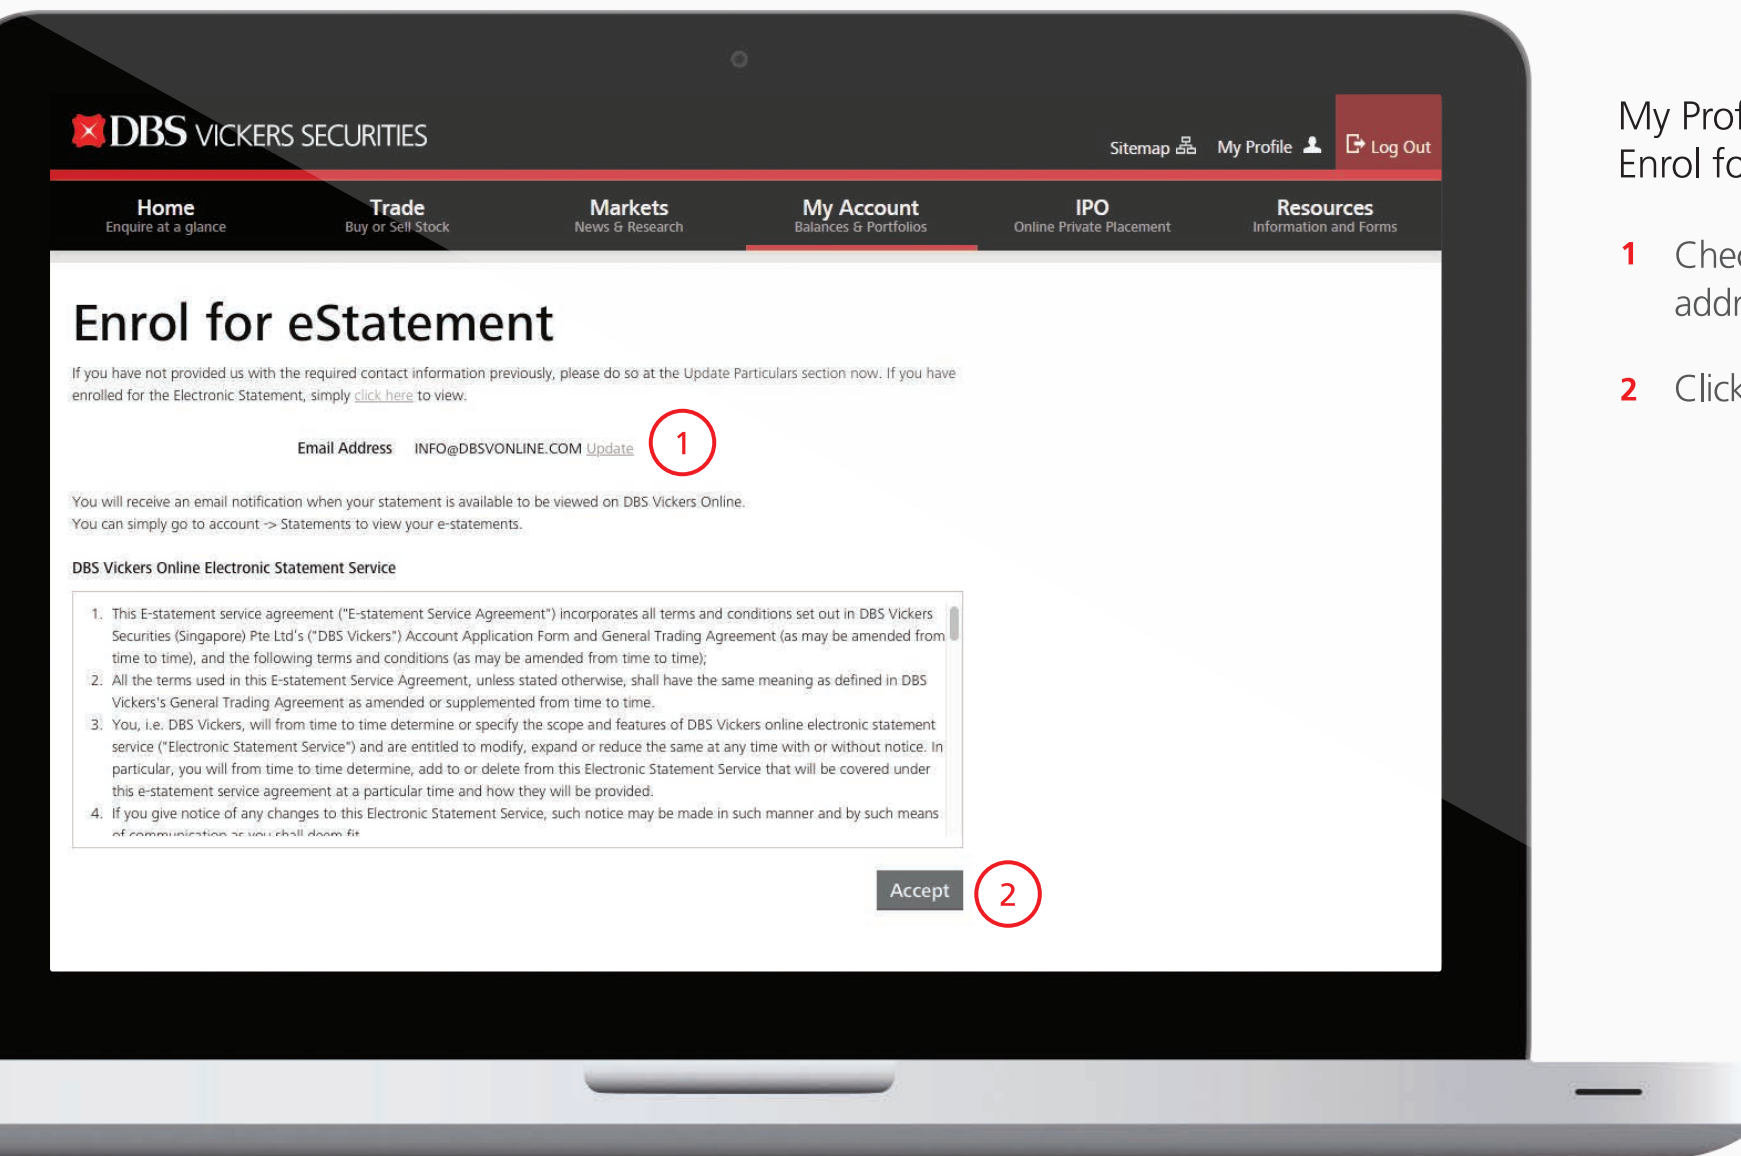 DBS VICKERS SECURITIES
Sitemap My Profile Log Out
Home Trade Markets My Account IPO Resources
Enquire at a glance Buy or Sell Stock News & Research Balances & Portfolios Online Private Placement Information and Forms
Enrol for eStatement
If you have not provided us with the required contact information previously, please do so at the Update Particulars section now. If you have
enrolled for the Electronic Statement, simply click here to view.
Email Address INFO@DBSVONLINE.COM Update 1
You will receive an email notification when your statement is available to be viewed on DBS Vickers Online.
You can simply go to account -> Statements to view your e-statements.
DBS Vickers Online Electronic Statement Service
1. This E-statement service agreement ("E-statement Service Agreement") incorporates all terms and conditions set out in DBS Vickers
Securities (Singapore) Pte Ltd's ("DBS Vickers") Account Application Form and General Trading Agreement (as may be amended from
time to time), and the following terms and conditions (as may be amended from time to time);
2. All the terms used in this E-statement Service Agreement, unless stated otherwise, shall have the same meaning as defined in DBS
Vickers's General Trading Agreement as amended or supplemented from time to time.
3. You, i.e. DBS Vickers, will from time to time determine or specify the scope and features of DBS Vickers online electronic statement
service ("Electronic Statement Service") and are entitled to modify, expand or reduce the same at any time with or without notice. In
particular, you will from time to time determine, add to or delete from this Electronic Statement Service that will be covered under
this e-statement service agreement at a particular time and how they will be provided.
4. If you give notice of any changes to this Electronic Statement Service, such notice may be made in such manner and by such means
of communication as you shall deem fit
Accept 2
My Prof
Enrol fo
1 Chec
addr
2 Click